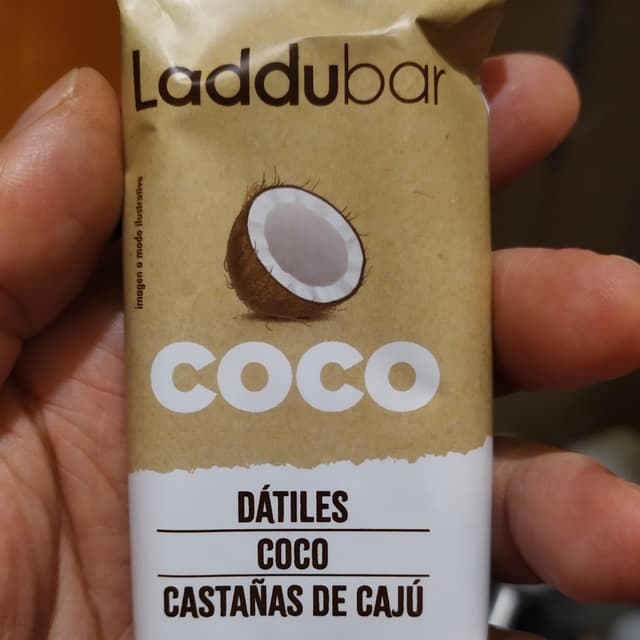 Laddubar
imagen a modo ilustrativo
COCO
DÁTILES
COCO
CASTAÑAS DE CAJÚ